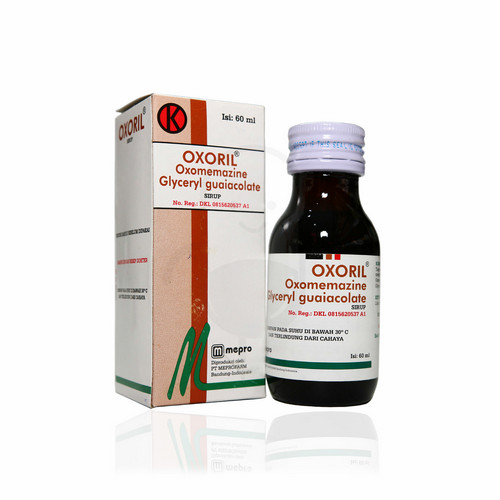 K
Isi: 60 ml
OXORIL®
Oxomemazine
Glyceryl guaiacolate
SIRUP
No. Reg.: DKL 0815620537 A1
m mepro
Diproduksi oleh:
PT MEPROFARM
Bandung-Indonesia
OXORIL
SIRUP
OXORIL®
Oxomemazine
Glyceryl guaiacolate
SIRUP
No. Reg.: DKL 0815620537 A1
PADA SUHU DI BAWAH 30° C
TERLINDUNG DARI CAHAYA
Isi: 60 ml